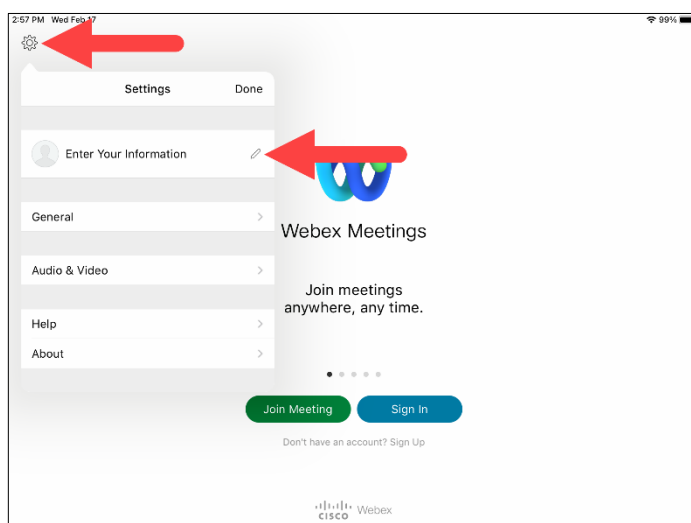 2:57 PM Wed Feb 17
99%
Settings
Done
Enter Your Information
General
Webex Meetings
Audio & Video
Join meetings
anywhere, any time.
Help
About
Join Meeting
Sign In
Don't have an account? Sign Up
CISCO Webex